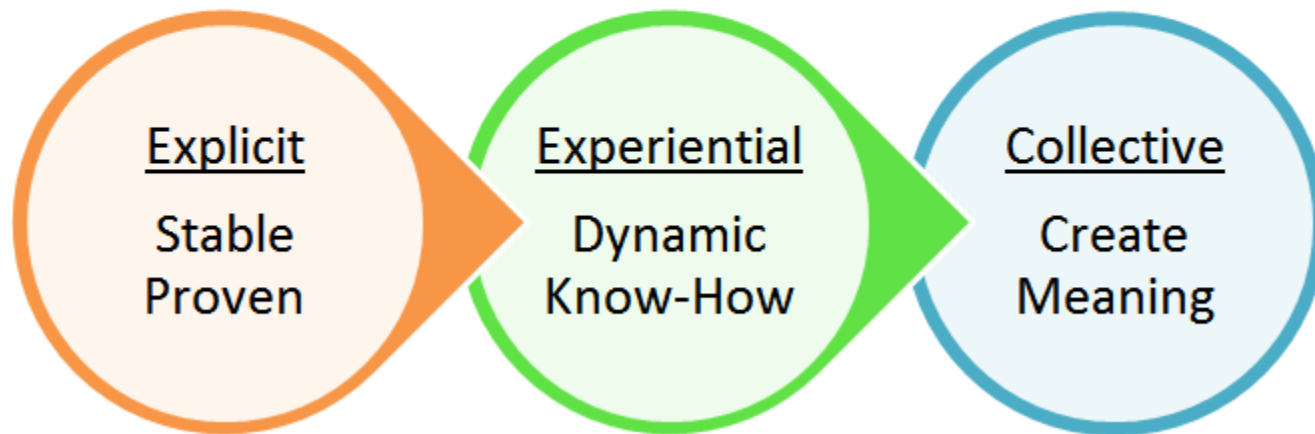 Explicit
Stable
Proven
Experiential
Dynamic
Know-How
Collective
Create
Meaning